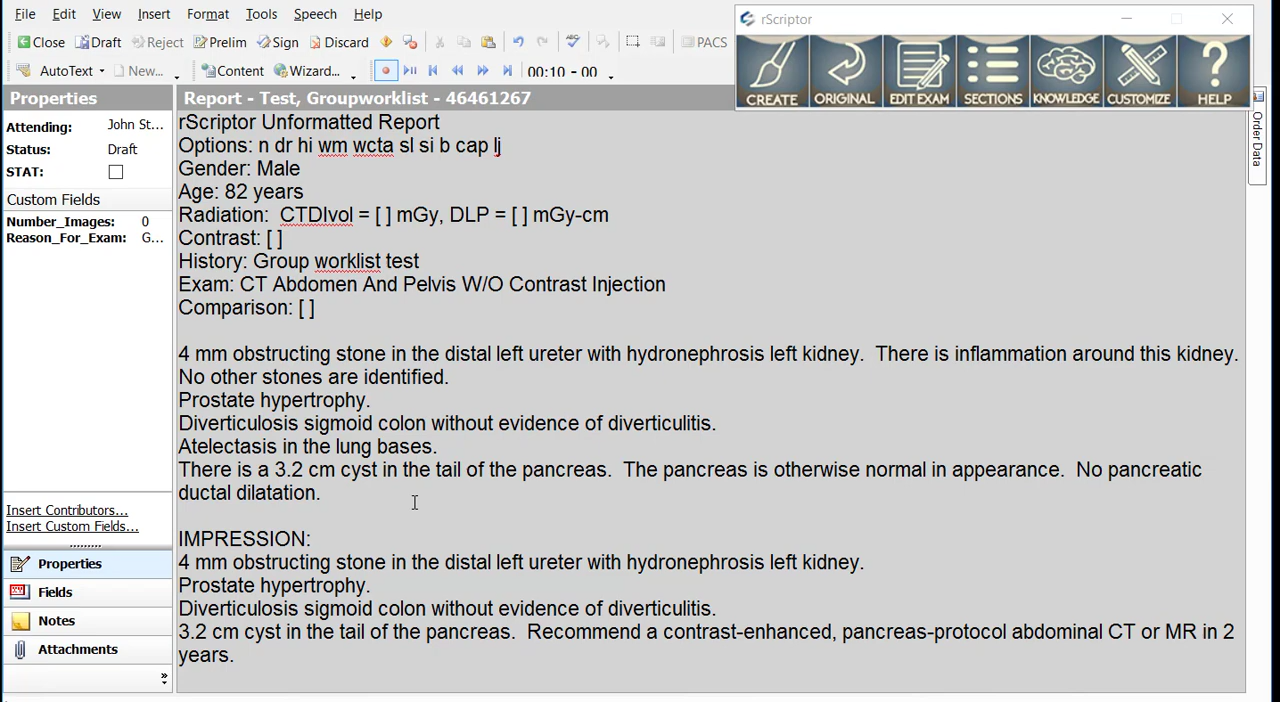 File Edit View Insert Format Tools Speech Help
rScriptor
Close Draft Reject Prelim Sign Discard PACS
AutoText New... Content Wizard... 00:10 - 00
CREATE ORIGINAL EDIT EXAM SECTIONS KNOWLEDGE CUSTOMIZE HELP
Properties
Attending: John St...
Status: Draft
STAT:
Custom Fields
Number_Images: 0
Reason_For_Exam: G...
Insert Contributors...
Insert Custom Fields...
Properties
Fields
Notes
Attachments
Report - Test, Groupworklist - 46461267
rScriptor Unformatted Report
Options: n dr hi wm wcta sl si b cap lj
Gender: Male
Age: 82 years
Radiation: CTDIvol = [ ] mGy, DLP = [ ] mGy-cm
Contrast: [ ]
History: Group worklist test
Exam: CT Abdomen And Pelvis W/O Contrast Injection
Comparison: [ ]
4 mm obstructing stone in the distal left ureter with hydronephrosis left kidney. There is inflammation around this kidney.
No other stones are identified.
Prostate hypertrophy.
Diverticulosis sigmoid colon without evidence of diverticulitis.
Atelectasis in the lung bases.
There is a 3.2 cm cyst in the tail of the pancreas. The pancreas is otherwise normal in appearance. No pancreatic
ductal dilatation.
IMPRESSION:
4 mm obstructing stone in the distal left ureter with hydronephrosis left kidney.
Prostate hypertrophy.
Diverticulosis sigmoid colon without evidence of diverticulitis.
3.2 cm cyst in the tail of the pancreas. Recommend a contrast-enhanced, pancreas-protocol abdominal CT or MR in 2
years.
Order Data